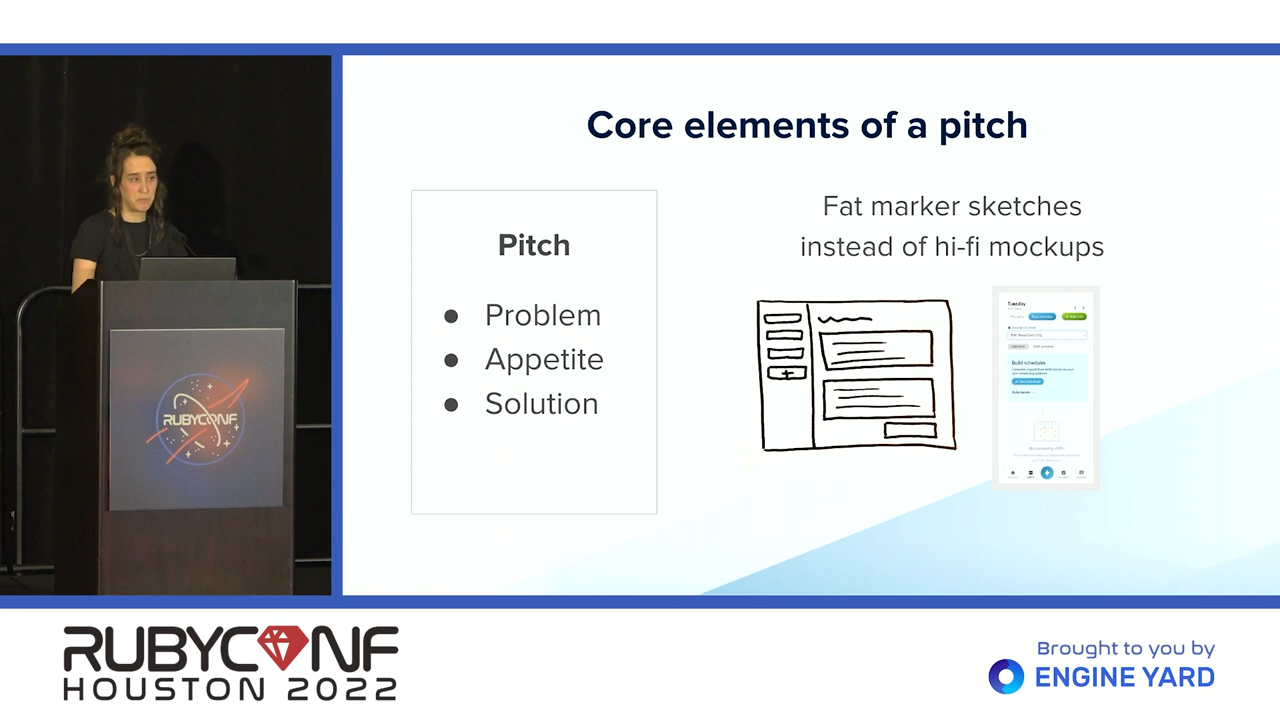 Core elements of a pitch
Pitch
● Problem
● Appetite
● Solution
Fat marker sketches
instead of hi-fi mockups
Tuesday
Build schedules
RUBYCONF
RUBYCONF
HOUSTON 2022
Brought to you by
ENGINE YARD